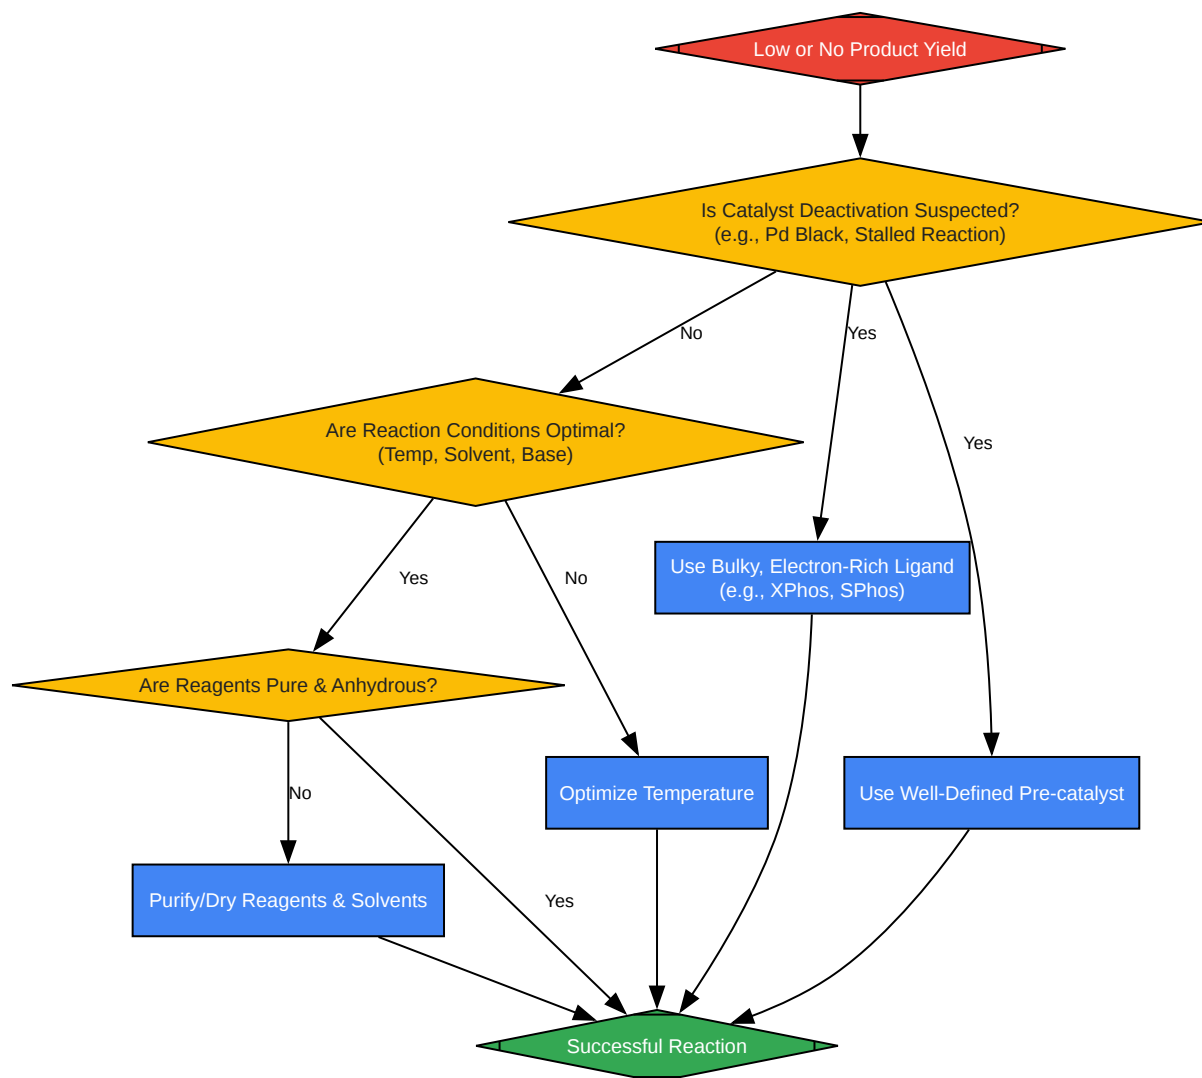 Low or No Product Yield
Is Catalyst Deactivation Suspected?
(e.g., Pd Black, Stalled Reaction)
No
Yes
Yes
Are Reaction Conditions Optimal?
(Temp, Solvent, Base)
Yes
No
Use Bulky, Electron-Rich Ligand
(e.g., XPhos, SPhos)
Are Reagents Pure & Anhydrous?
No
Yes
Optimize Temperature
Use Well-Defined Pre-catalyst
Purify/Dry Reagents & Solvents
Successful Reaction